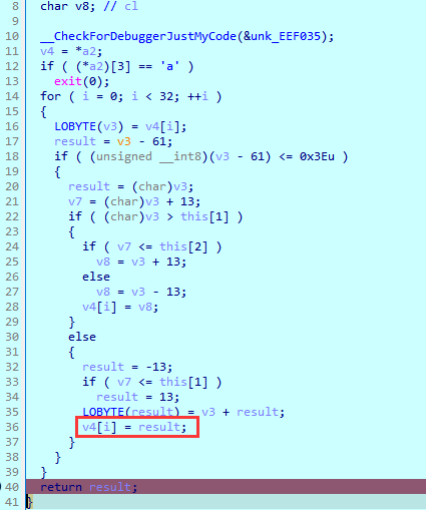 8 char v8; // cl
9
10 __CheckForDebuggerJustMyCode(&unk_EEF035);
11 v4 = *a2;
12 if ( (*a2)[3] == 'a' )
13 exit(0);
14 for ( i = 0; i < 32; ++i )
15 {
16 LOBYTE(v3) = v4[i];
17 result = v3 - 61;
18 if ( (unsigned __int8)(v3 - 61) <= 0x3Eu )
19 {
20 result = (char)v3;
21 v7 = (char)v3 + 13;
22 if ( (char)v3 > this[1] )
23 {
24 if ( v7 <= this[2] )
25 v8 = v3 + 13;
26 else
27 v8 = v3 - 13;
28 v4[i] = v8;
29 }
30 else
31 {
32 result = -13;
33 if ( v7 <= this[1] )
34 result = 13;
35 LOBYTE(result) = v3 + result;
36 v4[i] = result;
37 }
38 }
39 }
40 return result;
41 }